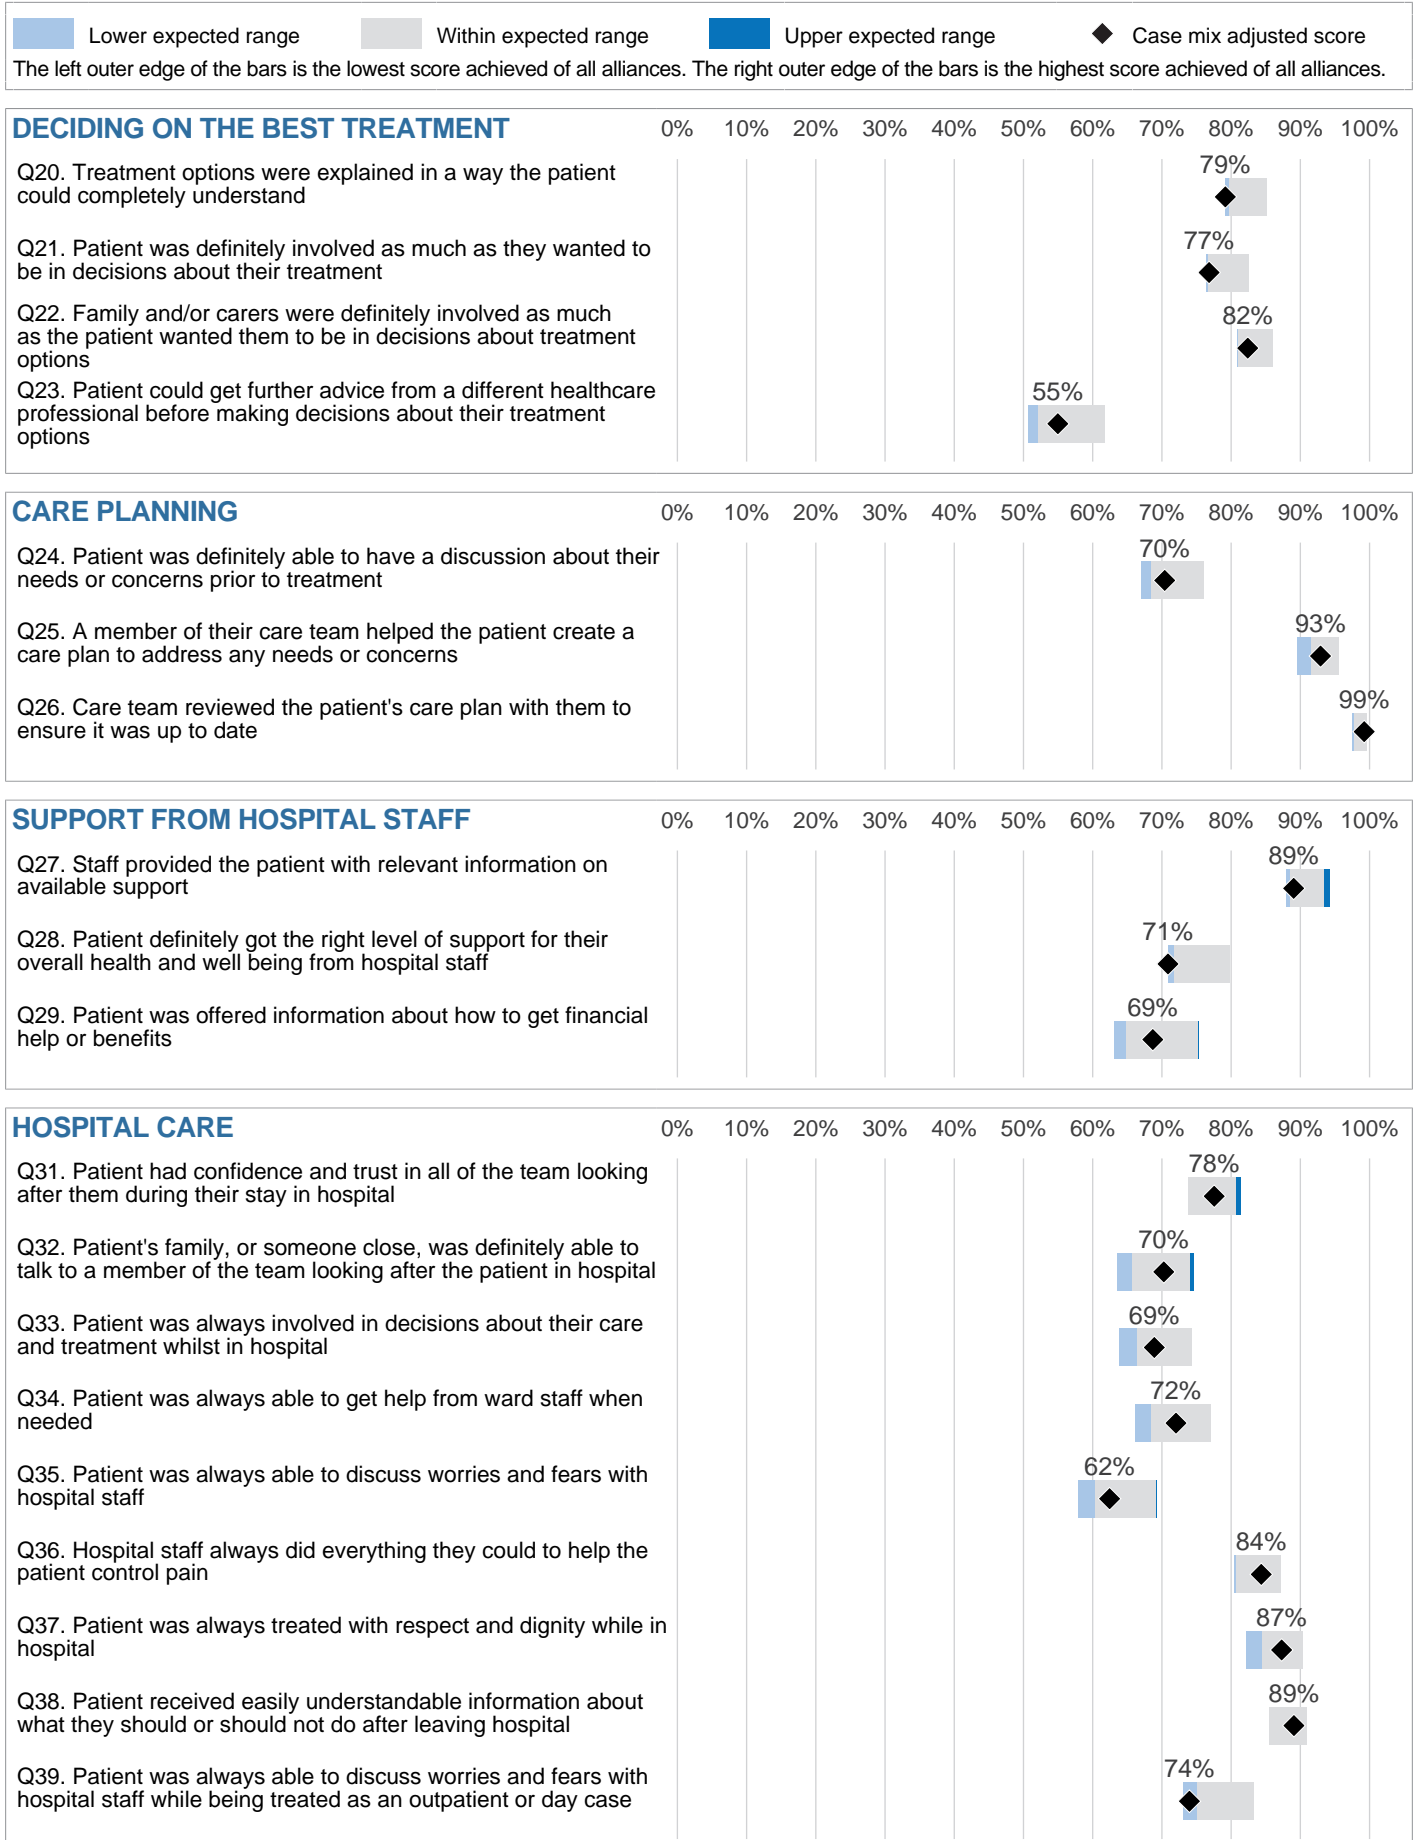 Lower expected range Within expected range Upper expected range Case mix adjusted score
The left outer edge of the bars is the lowest score achieved of all alliances. The right outer edge of the bars is the highest score achieved of all alliances.
DECIDING ON THE BEST TREATMENT 0% 10% 20% 30% 40% 50% 60% 70% 80% 90% 100%
79%
Q20. Treatment options were explained in a way the patient
could completely understand
77%
Q21. Patient was definitely involved as much as they wanted to
be in decisions about their treatment
82%
Q22. Family and/or carers were definitely involved as much
as the patient wanted them to be in decisions about treatment
options
55%
Q23. Patient could get further advice from a different healthcare
professional before making decisions about their treatment
options
CARE PLANNING 0% 10% 20% 30% 40% 50% 60% 70% 80% 90% 100%
70%
Q24. Patient was definitely able to have a discussion about their
needs or concerns prior to treatment
93%
Q25. A member of their care team helped the patient create a
care plan to address any needs or concerns
99%
Q26. Care team reviewed the patient's care plan with them to
ensure it was up to date
SUPPORT FROM HOSPITAL STAFF 0% 10% 20% 30% 40% 50% 60% 70% 80% 90% 100%
89%
Q27. Staff provided the patient with relevant information on
available support
71%
Q28. Patient definitely got the right level of support for their
overall health and well being from hospital staff
69%
Q29. Patient was offered information about how to get financial
help or benefits
HOSPITAL CARE 0% 10% 20% 30% 40% 50% 60% 70% 80% 90% 100%
78%
Q31. Patient had confidence and trust in all of the team looking
after them during their stay in hospital
70%
Q32. Patient's family, or someone close, was definitely able to
talk to a member of the team looking after the patient in hospital
69%
Q33. Patient was always involved in decisions about their care
and treatment whilst in hospital
72%
Q34. Patient was always able to get help from ward staff when
needed
62%
Q35. Patient was always able to discuss worries and fears with
hospital staff
84%
Q36. Hospital staff always did everything they could to help the
patient control pain
87%
Q37. Patient was always treated with respect and dignity while in
hospital
89%
Q38. Patient received easily understandable information about
what they should or should not do after leaving hospital
74%
Q39. Patient was always able to discuss worries and fears with
hospital staff while being treated as an outpatient or day case